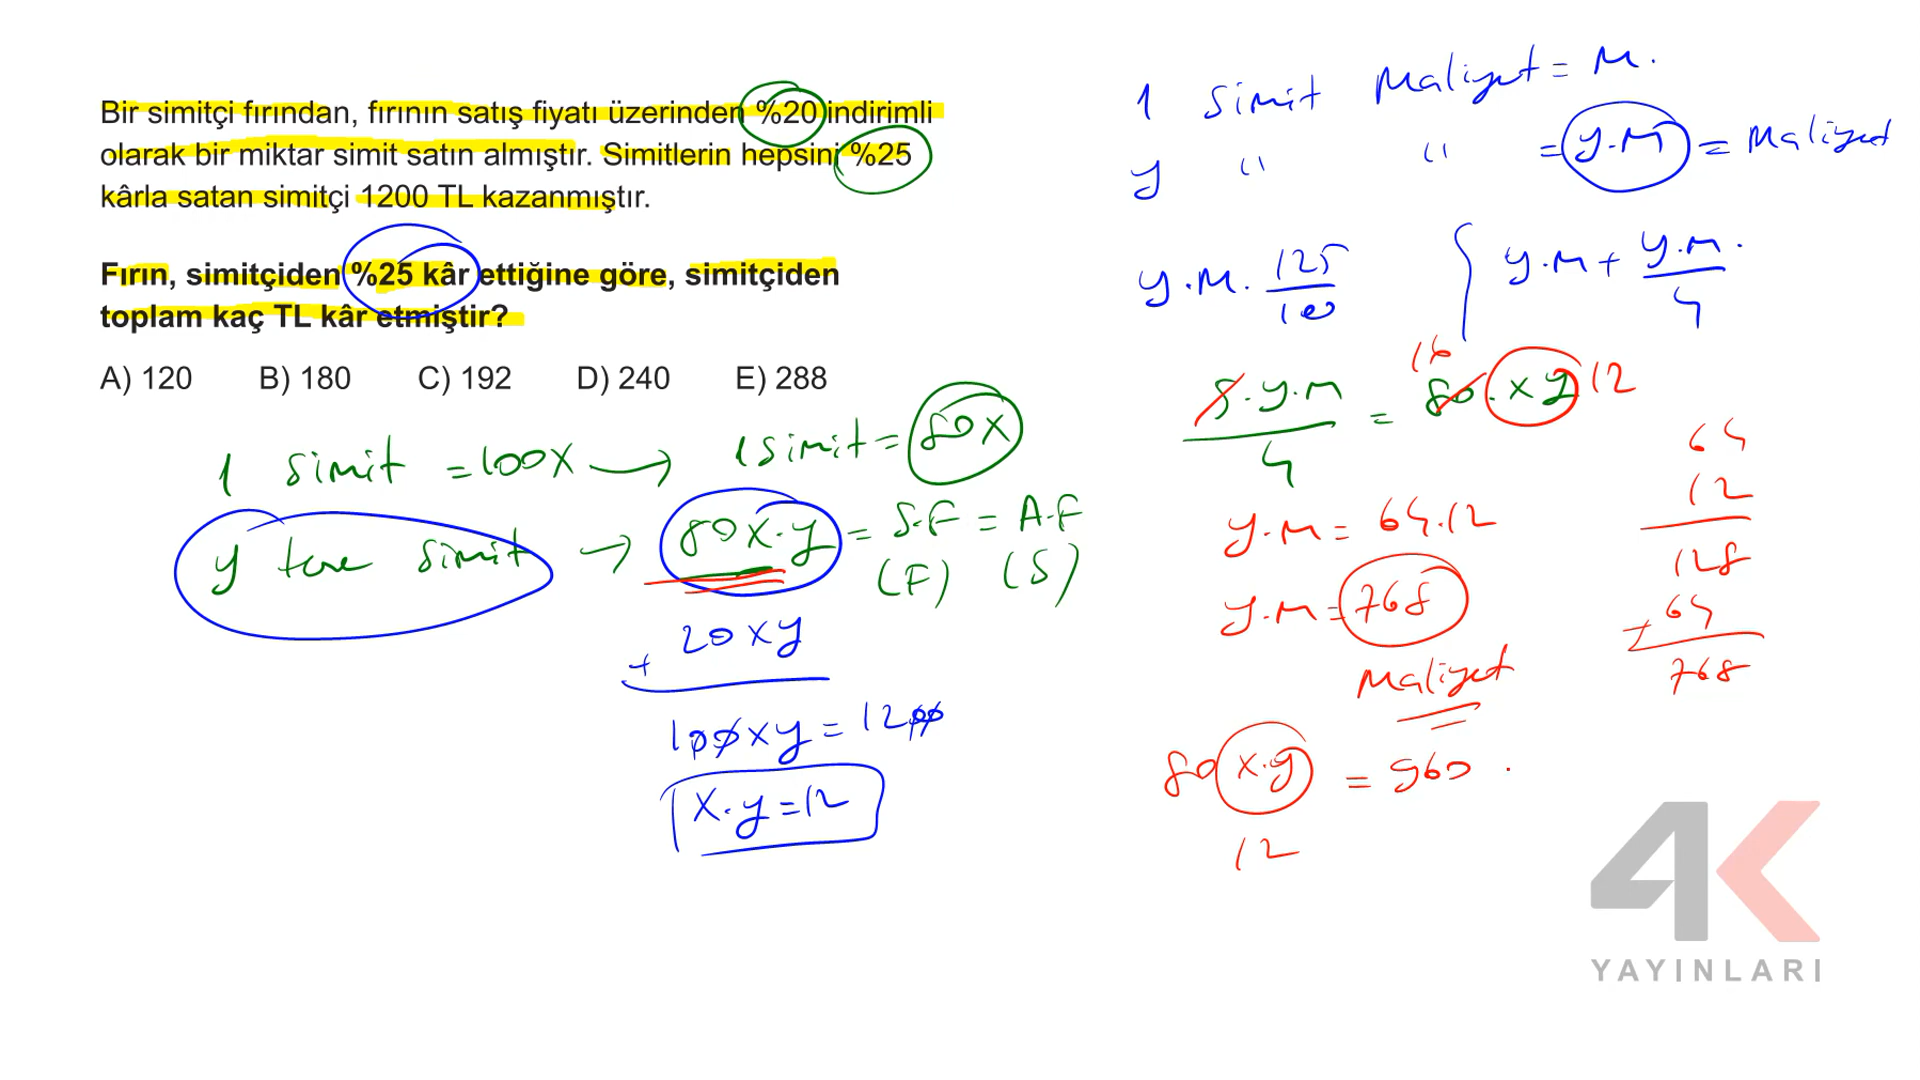 Bir simitçi fırından, fırının satış fiyatı üzerinden %20 indirimli
olarak bir miktar simit satın almıştır. Simitlerin hepsini %25
kârla satan simitçi 1200 TL kazanmıştır.
Fırın, simitçiden %25 kâr ettiğine göre, simitçiden
toplam kaç TL kâr etmiştir?
A) 120 B) 180 C) 192 D) 240 E) 288
1 simit = 100x → 1 simit = 80x
y tane simit → 80x.y = S.F = A.F
(F) (S)
20xy
+
100xy = 1200
x.y = 12
1 simit Maliyet = M.
y " " = y.M = Maliyet
y.M. 125/100
y.M + y.M./4
5.y.M/4 = 80.xy 12
16
y.M = 64.12
y.M = 768
Maliyet
64
12
128
+ 64
768
80 x.y = 960
12
4K
YAYINLARI